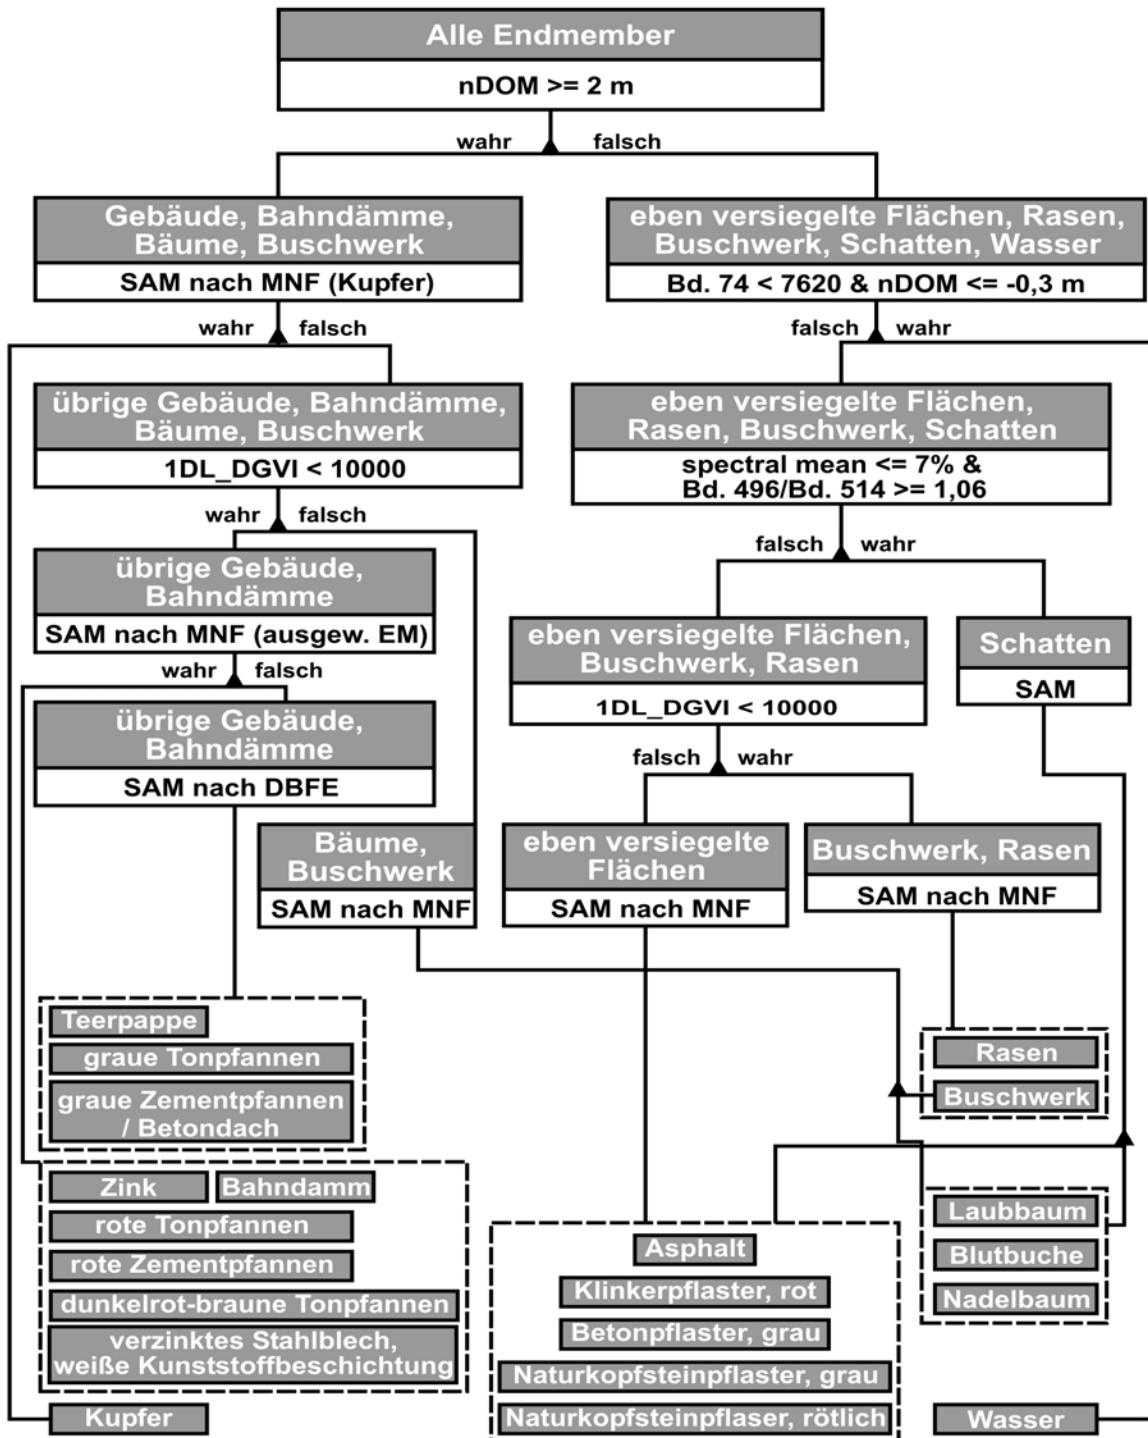 Alle Endmember
nDOM >= 2 m
wahr falsch
Gebäude, Bahndämme,
Bäume, Buschwerk
SAM nach MNF (Kupfer)
eben versiegelte Flächen, Rasen,
Buschwerk, Schatten, Wasser
Bd. 74 < 7620 & nDOM <= -0,3 m
wahr falsch
falsch wahr
übrige Gebäude, Bahndämme,
Bäume, Buschwerk
1DL_DGVI < 10000
eben versiegelte Flächen,
Rasen, Buschwerk, Schatten
spectral mean <= 7% &
Bd. 496/Bd. 514 >= 1,06
wahr falsch
falsch wahr
übrige Gebäude,
Bahndämme
SAM nach MNF (ausgew. EM)
eben versiegelte Flächen,
Buschwerk, Rasen
1DL_DGVI < 10000
Schatten
SAM
wahr falsch
übrige Gebäude,
Bahndämme
SAM nach DBFE
falsch wahr
Bäume,
Buschwerk
SAM nach MNF
eben versiegelte
Flächen
SAM nach MNF
Buschwerk, Rasen
SAM nach MNF
Teerpappe
graue Tonpfannen
graue Zementpfannen
/ Betondach
Rasen
Buschwerk
Zink Bahndamm
rote Tonpfannen
rote Zementpfannen
dunkelrot-braune Tonpfannen
verzinktes Stahlblech,
weiße Kunststoffbeschichtung
Kupfer
Asphalt
Klinkerpflaster, rot
Betonpflaster, grau
Naturkopfsteinpflaster, grau
Naturkopfsteinpflaser, rötlich
Laubbaum
Blutbuche
Nadelbaum
Wasser